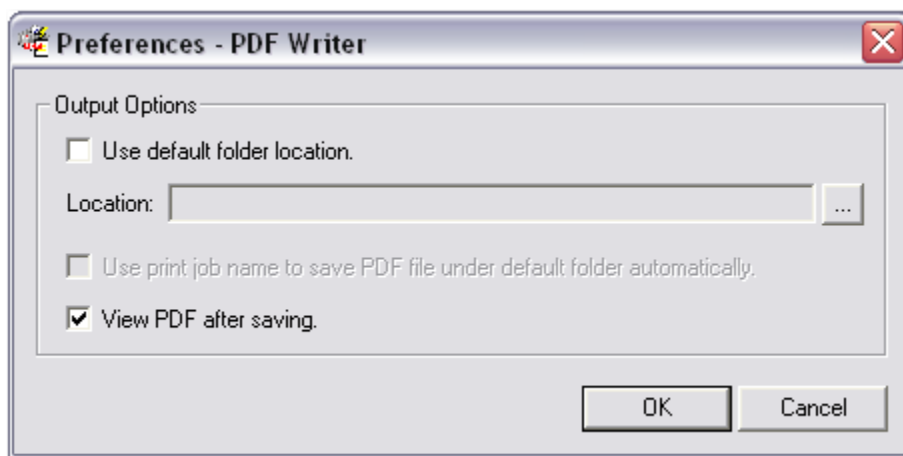 Preferences - PDF Writer
Output Options
Use default folder location.
Location:
...
Use print job name to save PDF file under default folder automatically.
View PDF after saving.
OK
Cancel